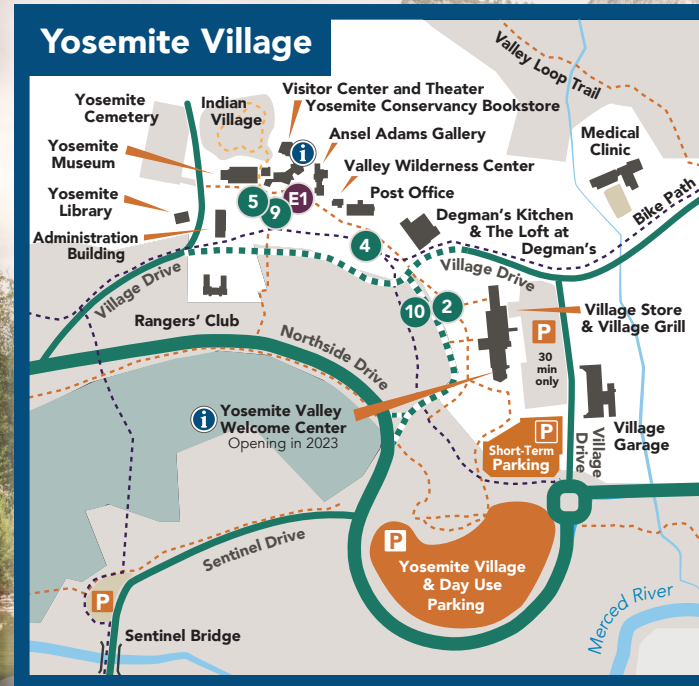 Yosemite Village
Valley Loop Trail
Yosemite
Cemetery
Indian
Village
Visitor Center and Theater
Yosemite Conservancy Bookstore
Ansel Adams Gallery
Medical
Clinic
Yosemite
Museum
i
Valley Wilderness Center
Post Office
Bike Path
Yosemite
Library
5
9
E1
Degman's Kitchen
& The Loft at
Degman's
Administration
Building
4
Village Drive
Village Drive
10
2
Village Store
& Village Grill
Rangers' Club
Northside Drive
P
30
min
only
i
Yosemite Valley
Welcome Center
Opening in 2023
Village
Garage
Village
Drive
P
Short-Term
Parking
Sentinel Drive
P
Yosemite Village
& Day Use
Parking
P
Merced River
Sentinel Bridge